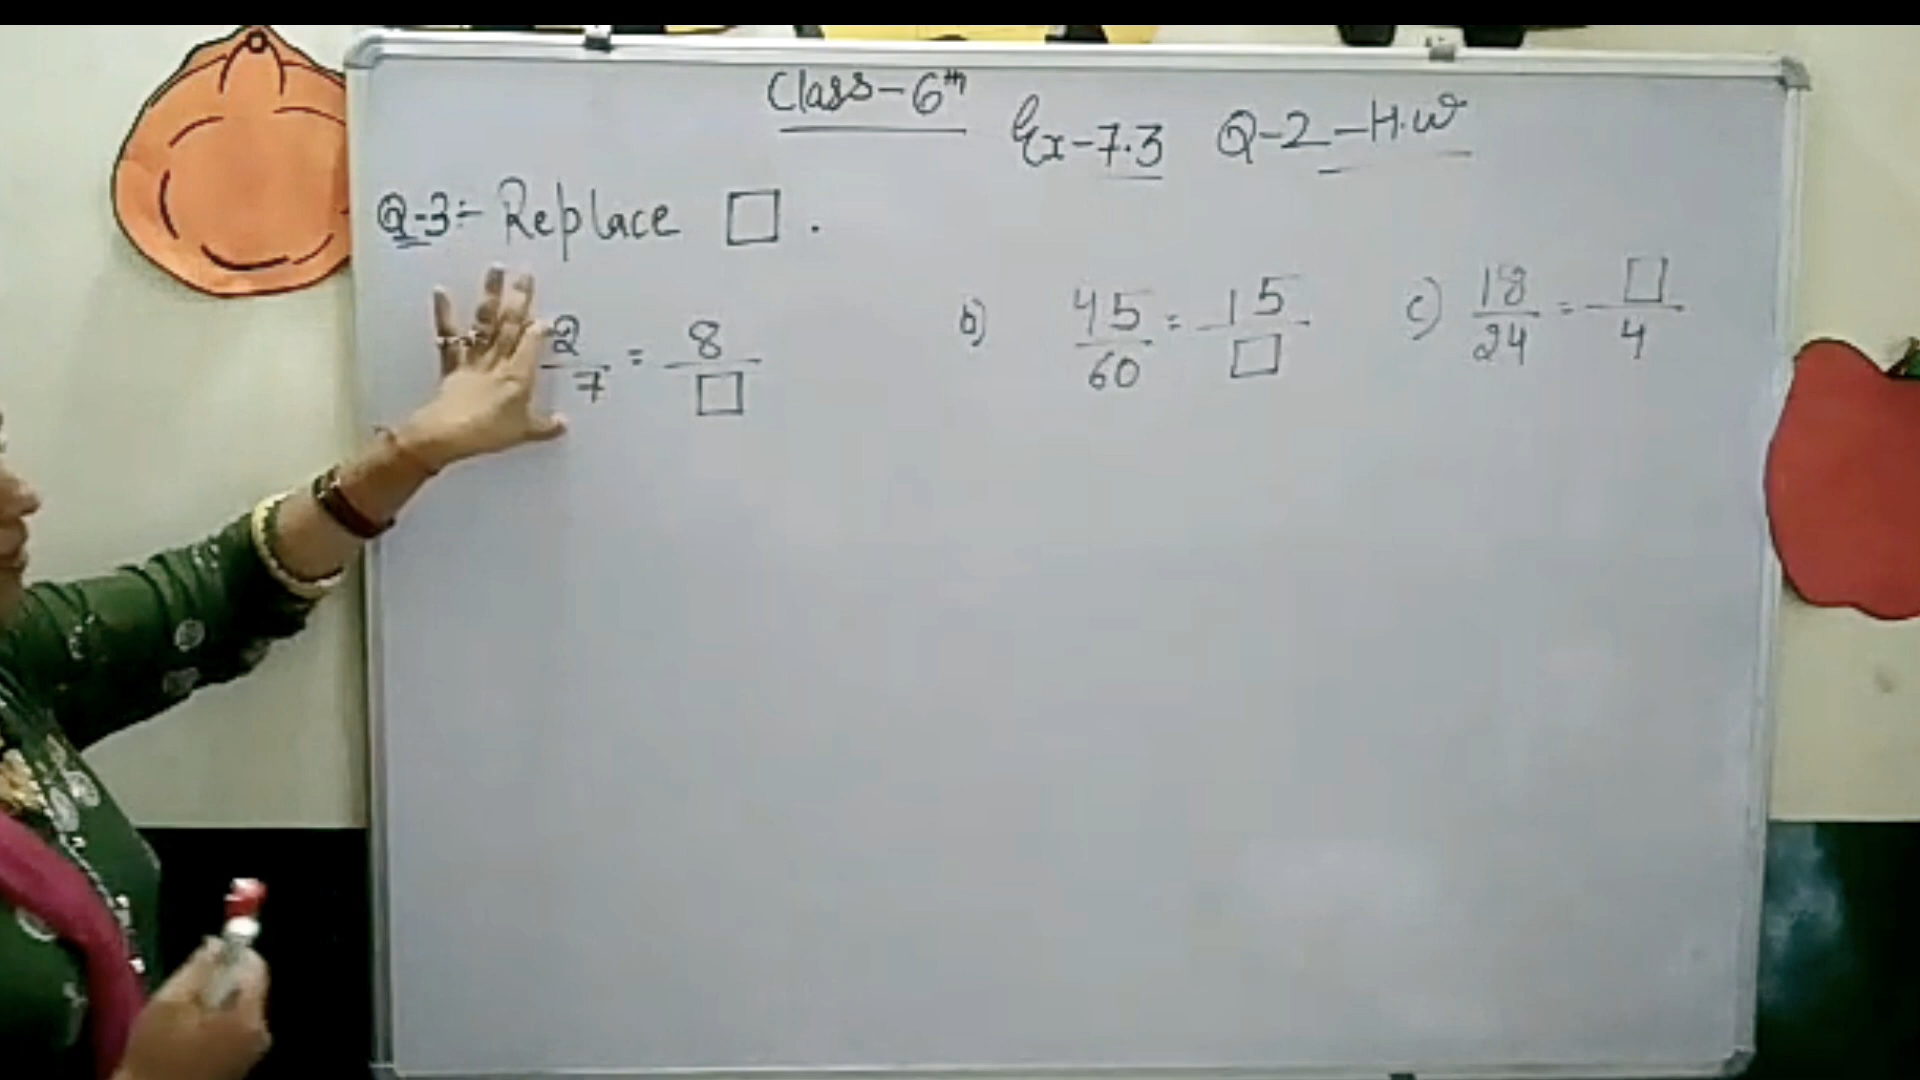 Class-6th
Ex-7.3 Q-2-H.W
Q-3:- Replace □.
2/7 = 8/□ b) 45/60 = 15/□ c) 18/24 = □/4